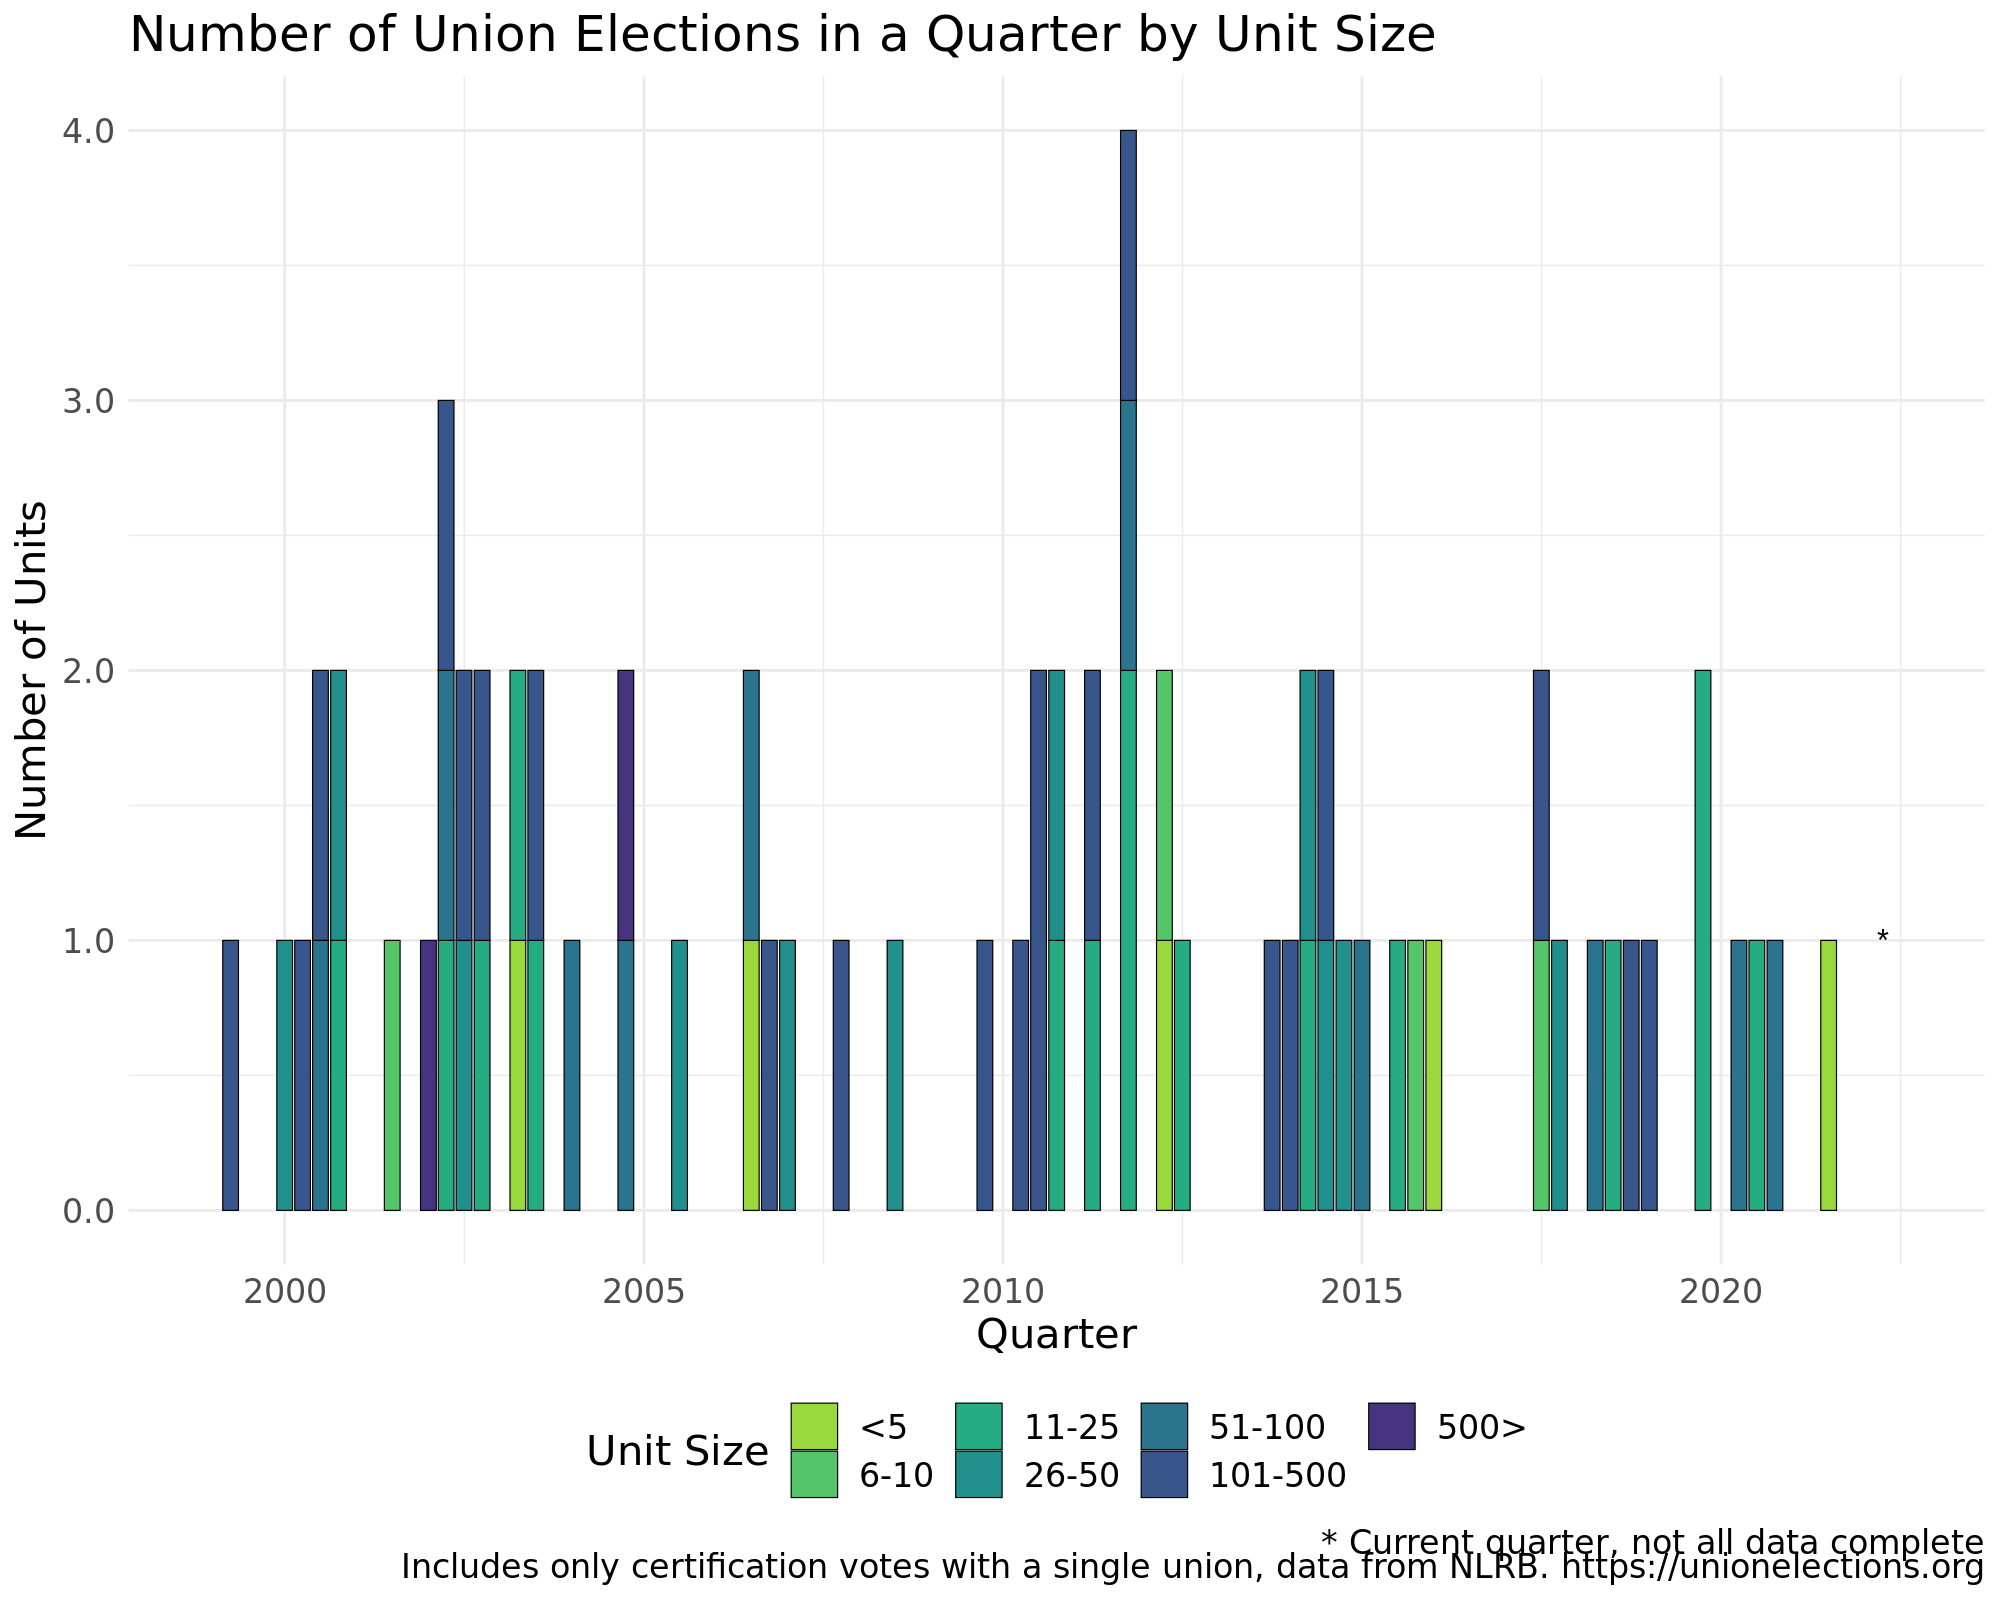 Number of Union Elections in a Quarter by Unit Size
Number of Units
4.0
3.0
2.0
1.0
0.0
*
2000 2005 2010 2015 2020
Quarter
Unit Size
<5 11-25 51-100 500>
6-10 26-50 101-500
* Current quarter, not all data complete
Includes only certification votes with a single union, data from NLRB. https://unionelections.org